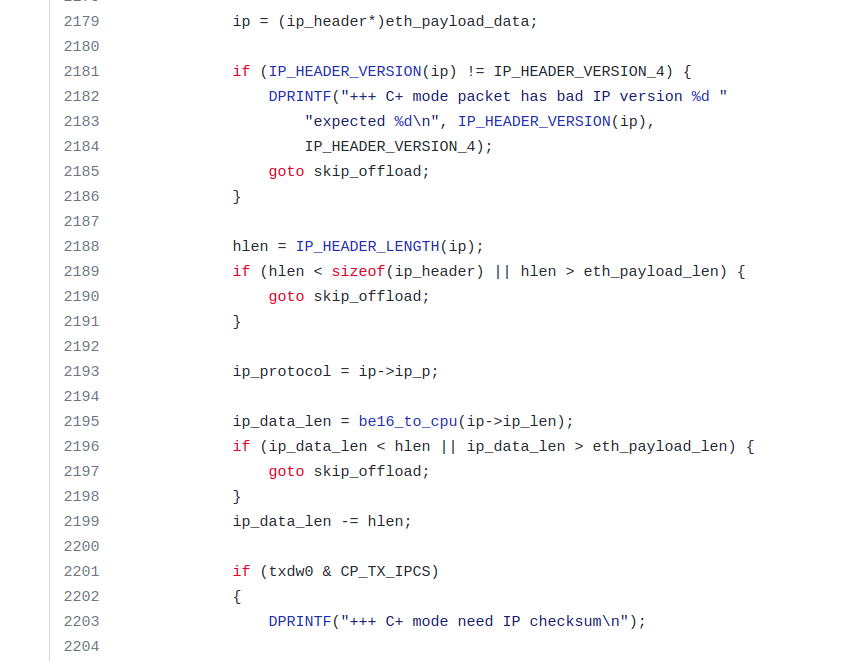 2179 ip = (ip_header*)eth_payload_data;
2180
2181 if (IP_HEADER_VERSION(ip) != IP_HEADER_VERSION_4) {
2182 DPRINTF("+++ C+ mode packet has bad IP version %d "
2183 "expected %d\n", IP_HEADER_VERSION(ip),
2184 IP_HEADER_VERSION_4);
2185 goto skip_offload;
2186 }
2187
2188 hlen = IP_HEADER_LENGTH(ip);
2189 if (hlen < sizeof(ip_header) || hlen > eth_payload_len) {
2190 goto skip_offload;
2191 }
2192
2193 ip_protocol = ip->ip_p;
2194
2195 ip_data_len = be16_to_cpu(ip->ip_len);
2196 if (ip_data_len < hlen || ip_data_len > eth_payload_len) {
2197 goto skip_offload;
2198 }
2199 ip_data_len -= hlen;
2200
2201 if (txdw0 & CP_TX_IPCS)
2202 {
2203 DPRINTF("+++ C+ mode need IP checksum\n");
2204